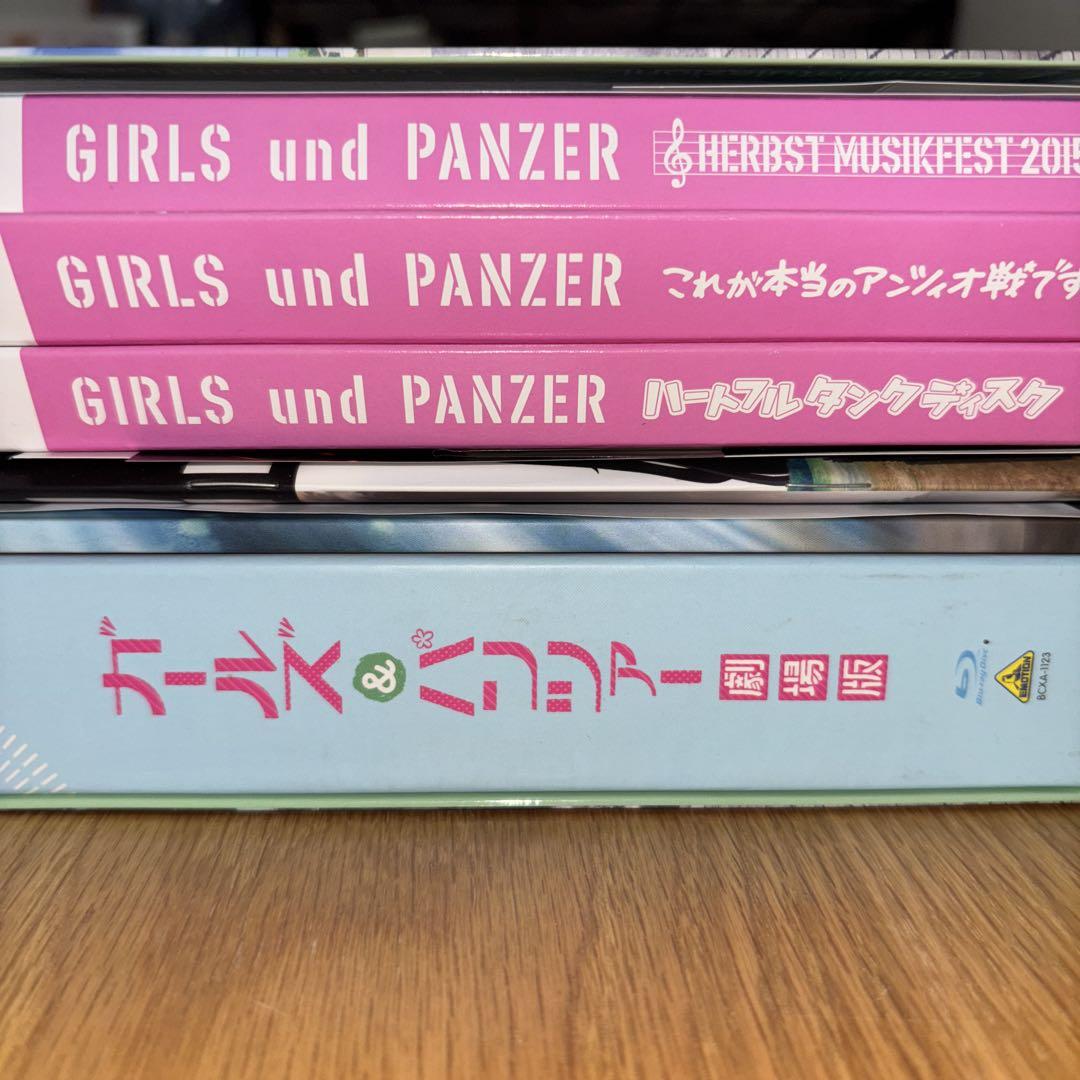 GIRLS und PANZER HERBST MUSIKFEST 2015
GIRLS und PANZER これが本当のアンツィオ戦です
GIRLS und PANZER ハートフルタンクディスク
ガールズ&パンツァー 劇場版
Blu-ray Disc
EMOTION
BCXA-1123